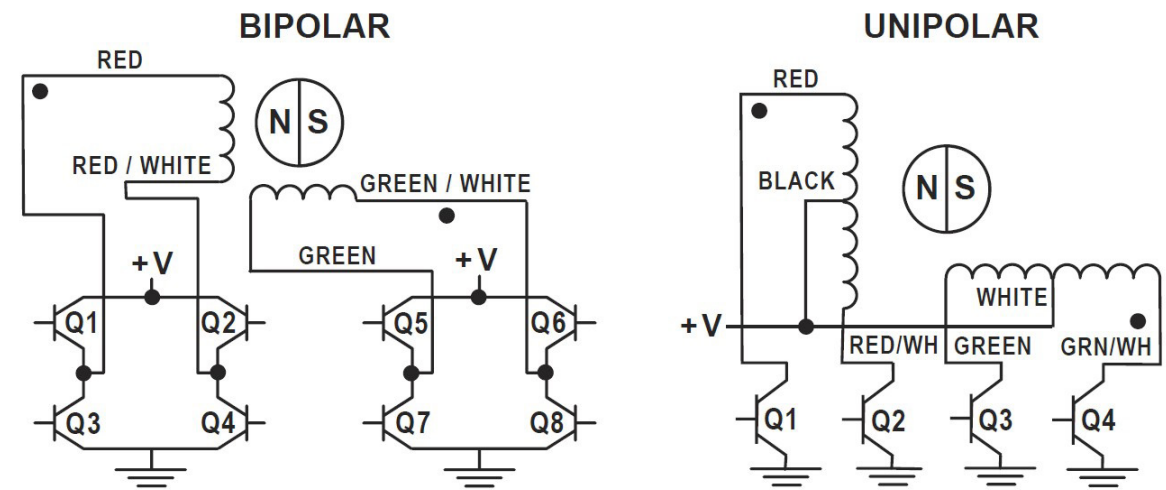 BIPOLAR
RED
N S
RED / WHITE
GREEN / WHITE
GREEN
+V
+V
Q1
Q2
Q5
Q6
Q3
Q4
Q7
Q8
UNIPOLAR
RED
BLACK
N S
WHITE
+V
RED/WH
GREEN
GRN/WH
Q1
Q2
Q3
Q4